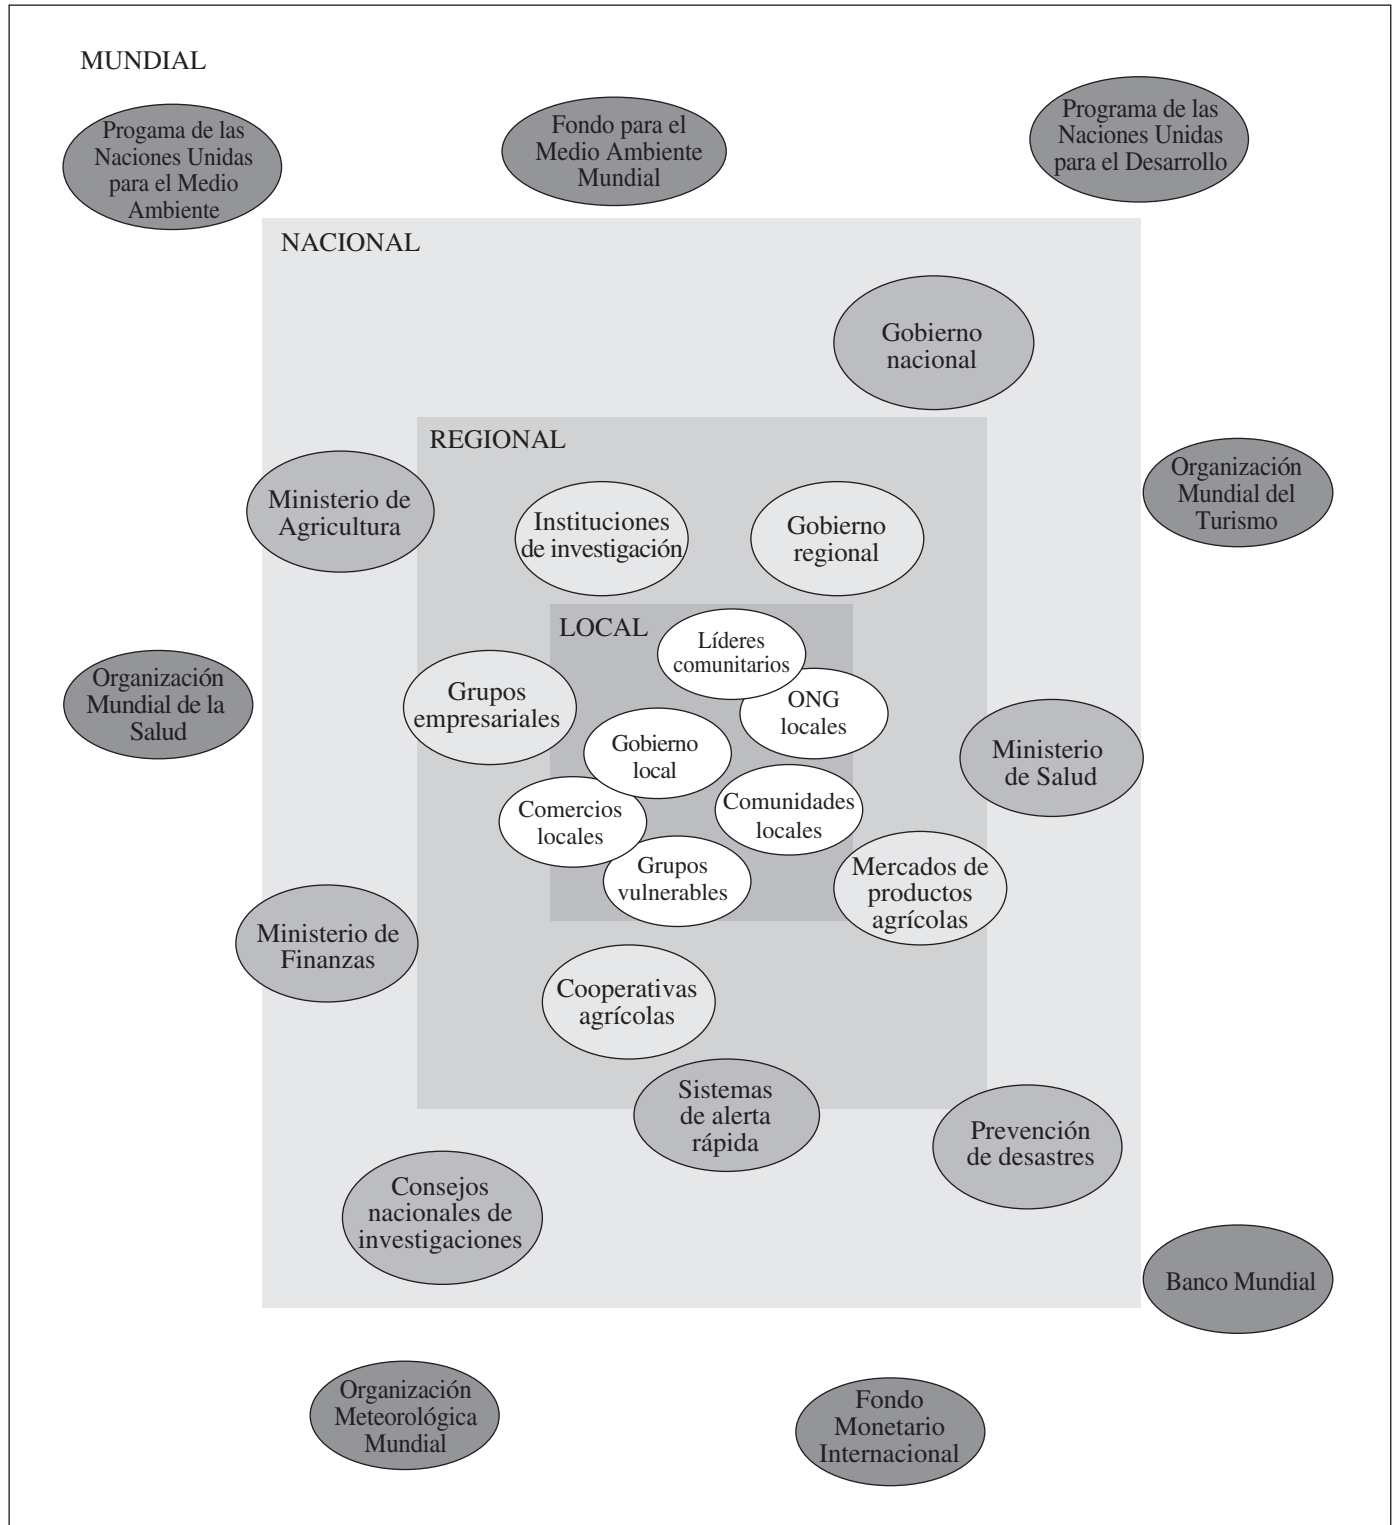 MUNDIAL
Progama de las
Naciones Unidas
para el Medio
Ambiente
Fondo para el
Medio Ambiente
Mundial
Programa de las
Naciones Unidas
para el Desarrollo
NACIONAL
Gobierno
nacional
REGIONAL
Ministerio de
Agricultura
Instituciones
de investigación
Gobierno
regional
Organización
Mundial del
Turismo
LOCAL
Líderes
comunitarios
Organización
Mundial de la
Salud
Grupos
empresariales
ONG
locales
Gobierno
local
Ministerio
de Salud
Comercios
locales
Comunidades
locales
Grupos
vulnerables
Mercados de
productos
agrícolas
Ministerio de
Finanzas
Cooperativas
agrícolas
Sistemas
de alerta
rápida
Prevención
de desastres
Consejos
nacionales de
investigaciones
Banco Mundial
Organización
Meteorológica
Mundial
Fondo
Monetario
Internacional